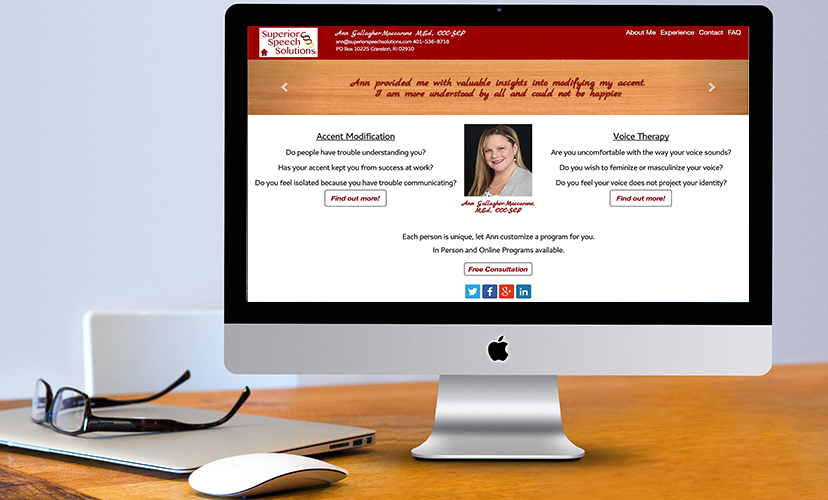 Superior
Speech
Solutions
Ann Gallagher-Maccarone M.Ed., CCC-SLP
ann@superiorspeechsolutions.com 401-536-8718
PO Box 10225 Cranston, RI 02910
About Me Experience Contact FAQ
Ann provided me with valuable insights into modifying my accent.
I am more understood by all and could not be happier.
Accent Modification
Do people have trouble understanding you?
Has your accent kept you from success at work?
Do you feel isolated because you have trouble communicating?
Find out more!
Ann Gallagher-Maccarone,
M.Ed., CCC-SLP
Voice Therapy
Are you uncomfortable with the way your voice sounds?
Do you wish to feminize or masculinize your voice?
Do you feel your voice does not project your identity?
Find out more!
Each person is unique, let Ann customize a program for you.
In Person and Online Programs available.
Free Consultation